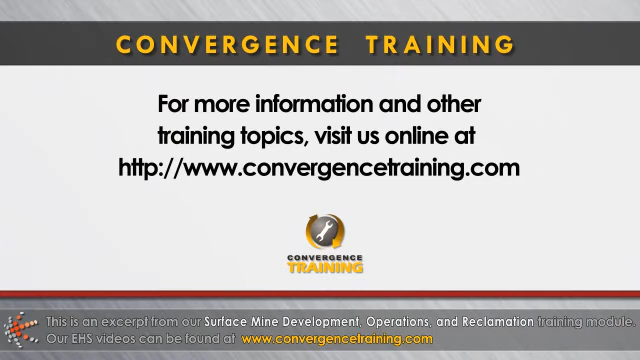 CONVERGENCE TRAINING
For more information and other
training topics, visit us online at
http://www.convergencetraining.com
CONVERGENCE
TRAINING
This is an excerpt from our Surface Mine Development, Operations, and Reclamation training module.
Our EHS videos can be found at www.convergencetraining.com